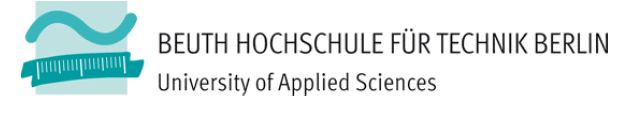 BEUTH HOCHSCHULE FÜR TECHNIK BERLIN
University of Applied Sciences